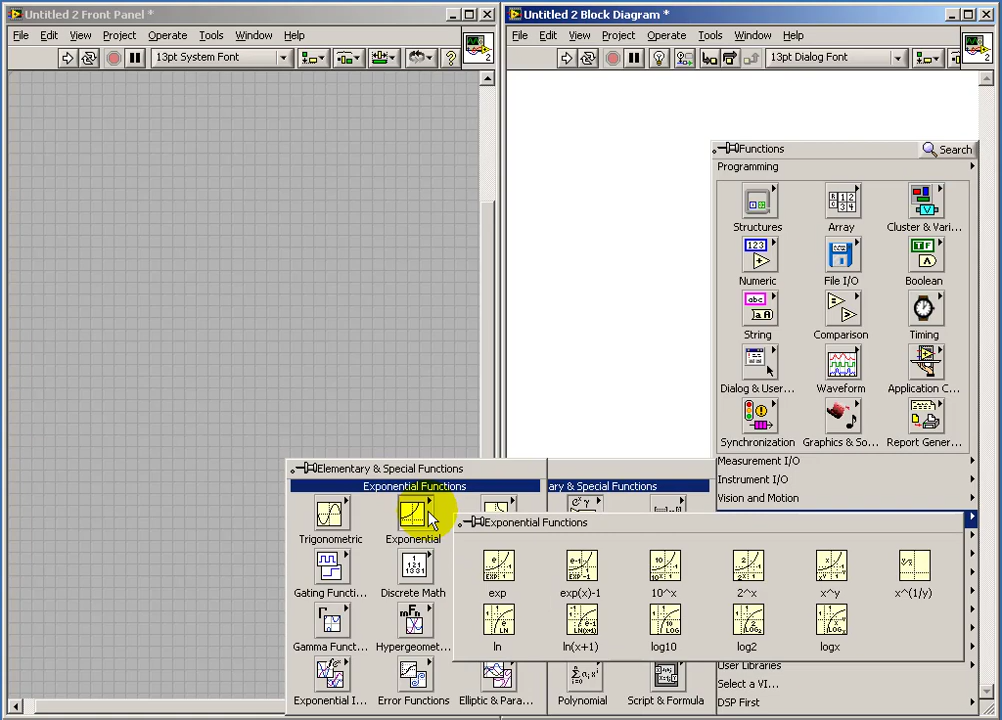 Untitled 2 Front Panel *
File Edit View Project Operate Tools Window Help
13pt System Font
2
Untitled 2 Block Diagram *
File Edit View Project Operate Tools Window Help
13pt Dialog Font
2
Functions Search
Programming
Structures Array Cluster & Vari...
Numeric File I/O Boolean
String Comparison Timing
Dialog & User... Waveform Application C...
Synchronization Graphics & So... Report Gener...
Measurement I/O
Instrument I/O
Vision and Motion
User Libraries
Select a VI...
DSP First
Elementary & Special Functions
Exponential Functions
ary & Special Functions
Trigonometric Exponential
Gating Functi... Discrete Math
Gamma Funct... Hypergeomet...
Exponential I... Error Functions Elliptic & Para... Polynomial Script & Formula
Exponential Functions
exp exp(x)-1 10^x 2^x x^y x^(1/y)
ln ln(x+1) log10 log2 logx